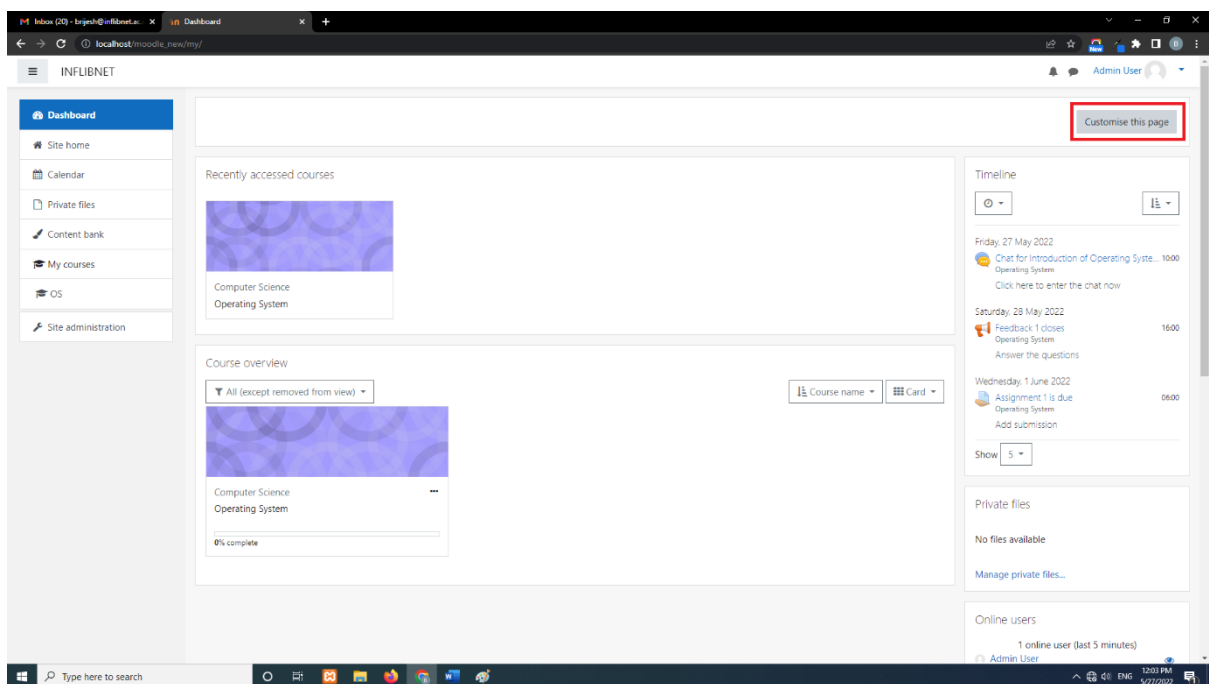 Inbox (20) - brijesh@inflibnet.ac.
Dashboard
localhost/moodle_new/my/
New
B
INFLIBNET
Admin User
Dashboard
Site home
Calendar
Private files
Content bank
My courses
OS
Site administration
Customise this page
Recently accessed courses
Computer Science
Operating System
Course overview
All (except removed from view)
Course name
Card
Computer Science
Operating System
0% complete
Timeline
Friday, 27 May 2022
Chat for Introduction of Operating Syste... 10:00
Operating System
Click here to enter the chat now
Saturday, 28 May 2022
Feedback 1 closes 16:00
Operating System
Answer the questions
Wednesday, 1 June 2022
Assignment 1 is due 06:00
Operating System
Add submission
Show 5
Private files
No files available
Manage private files...
Online users
1 online user (last 5 minutes)
Admin User
Type here to search
ENG
12:03 PM
5/27/2022